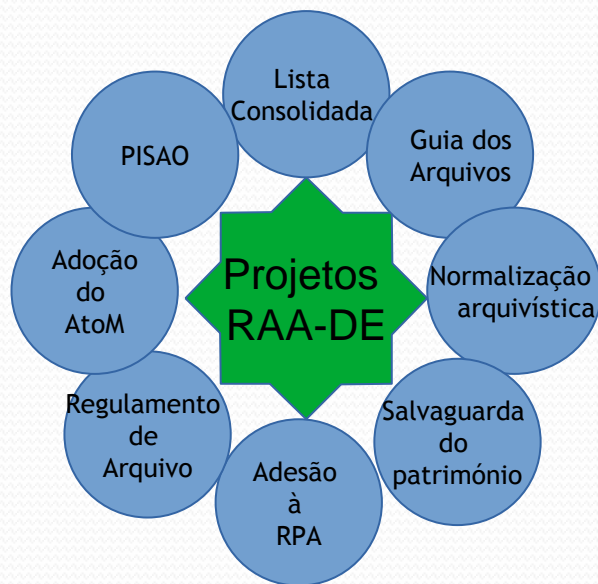 Lista
Consolidada
Guia dos
Arquivos
Normalização
arquivística
Salvaguarda
do
património
Adesão
à
RPA
Regulamento
de
Arquivo
Adoção
do
AtoM
PISAO
Projetos
RAA-DE